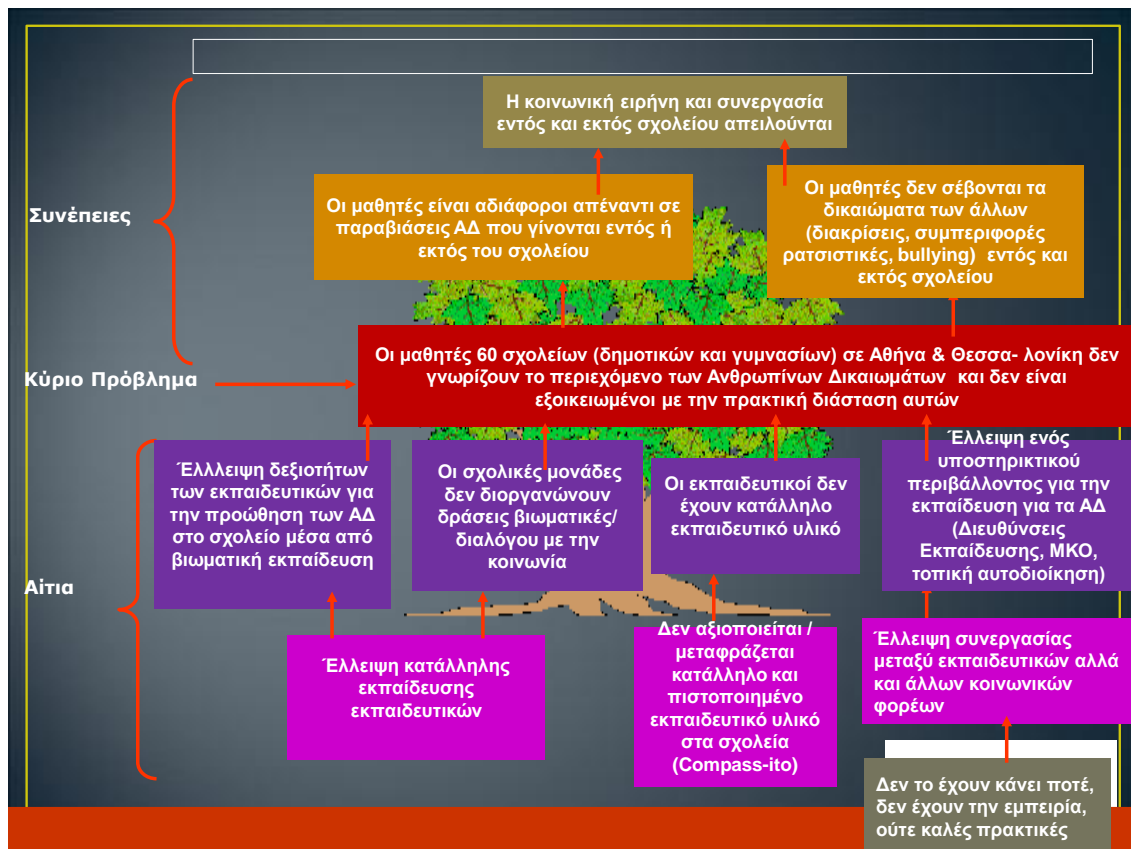 Η κοινωνική ειρήνη και συνεργασία
εντός και εκτός σχολείου απειλούνται
Συνέπειες
Οι μαθητές είναι αδιάφοροι απέναντι σε
παραβιάσεις ΑΔ που γίνονται εντός ή
εκτός του σχολείου
Οι μαθητές δεν σέβονται τα
δικαιώματα των άλλων
(διακρίσεις, συμπεριφορές
ρατσιστικές, bullying) εντός και
εκτός σχολείου
Κύριο Πρόβλημα
Οι μαθητές 60 σχολείων (δημοτικών και γυμνασίων) σε Αθήνα & Θεσσα- λονίκη δεν
γνωρίζουν το περιεχόμενο των Ανθρωπίνων Δικαιωμάτων και δεν είναι
εξοικειωμένοι με την πρακτική διάσταση αυτών
Αίτια
Έλλλειψη δεξιοτήτων
των εκπαιδευτικών για
την προώθηση των ΑΔ
στο σχολείο μέσα από
βιωματική εκπαίδευση
Οι σχολικές μονάδες
δεν διοργανώνουν
δράσεις βιωματικές/
διαλόγου με την
κοινωνία
Οι εκπαιδευτικοί δεν
έχουν κατάλληλο
εκπαιδευτικό υλικό
Έλλειψη ενός
υποστηρικτικού
περιβάλλοντος για την
εκπαίδευση για τα ΑΔ
(Διευθύνσεις
Εκπαίδευσης, ΜΚΟ,
τοπική αυτοδιοίκηση)
Έλλειψη κατάλληλης
εκπαίδευσης
εκπαιδευτικών
Δεν αξιοποιείται /
μεταφράζεται
κατάλληλο και
πιστοποιημένο
εκπαιδευτικό υλικό
στα σχολεία
(Compass-ito)
Έλλειψη συνεργασίας
μεταξύ εκπαιδευτικών αλλά
και άλλων κοινωνικών
φορέων
Δεν το έχουν κάνει ποτέ,
δεν έχουν την εμπειρία,
ούτε καλές πρακτικές